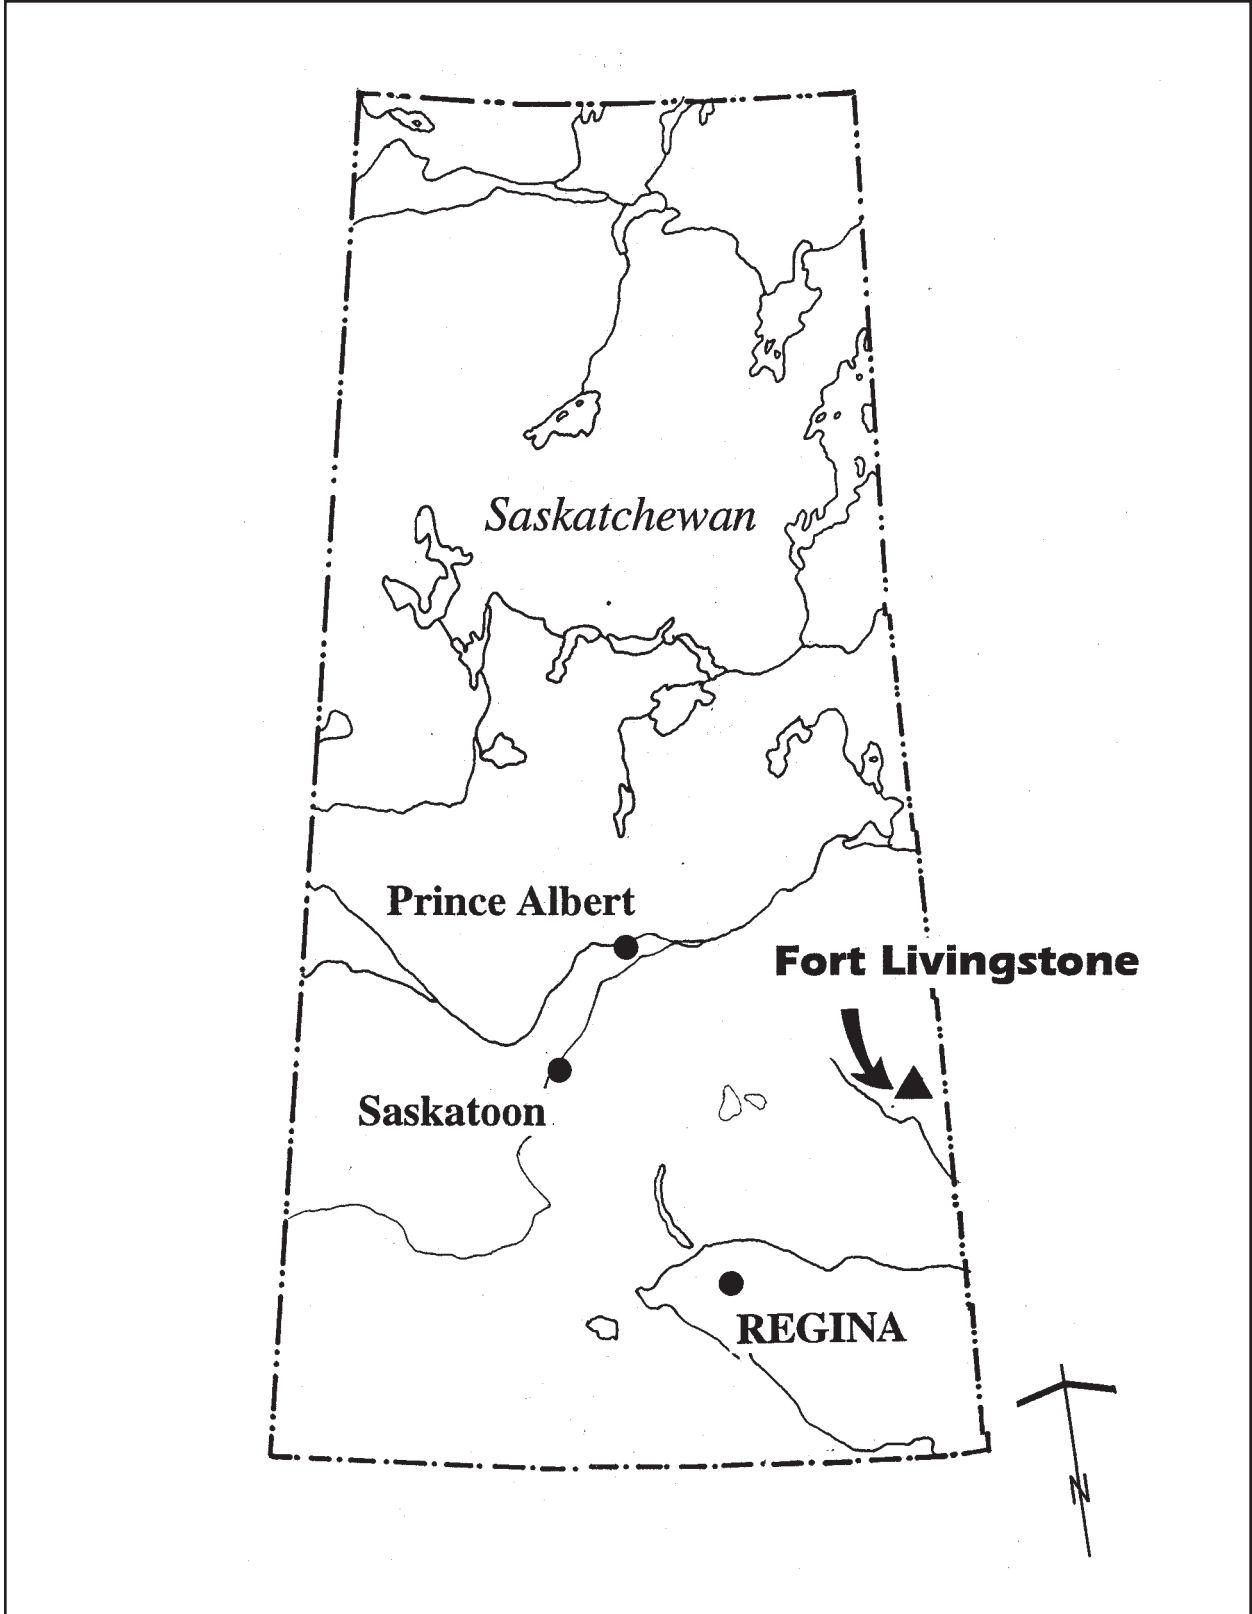 Saskatchewan
Prince Albert
Fort Livingstone
Saskatoon
REGINA
N